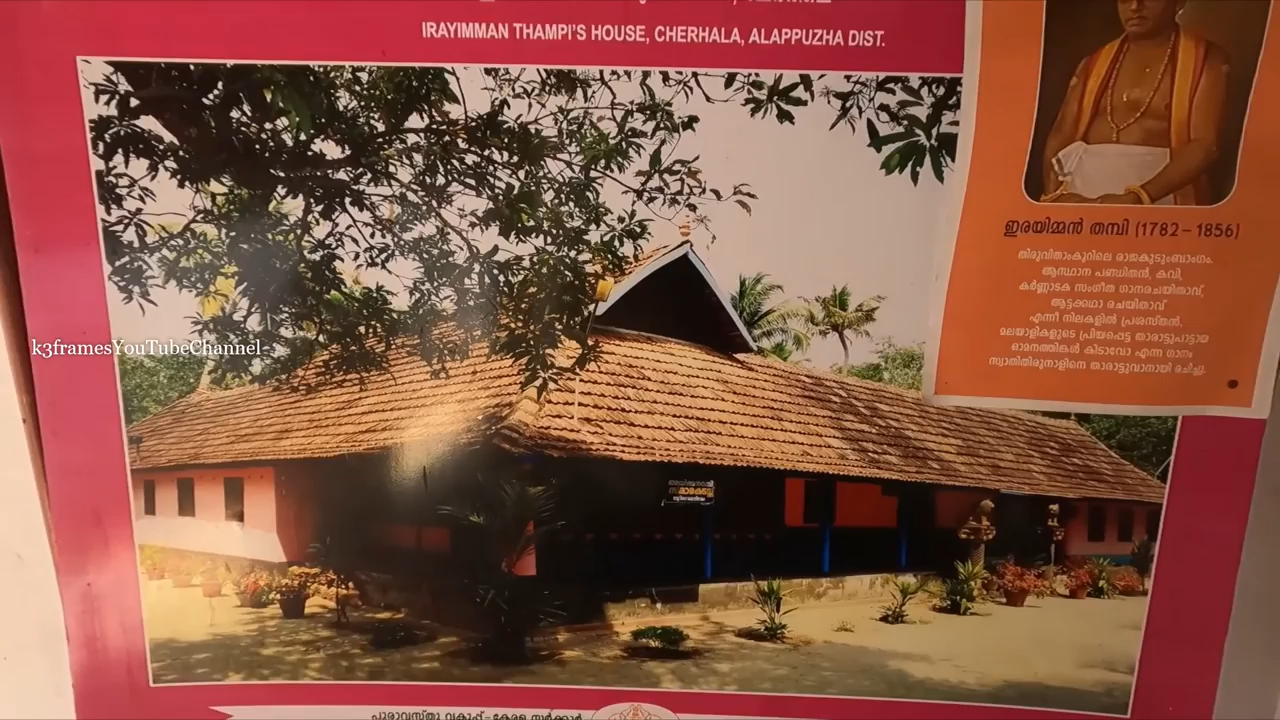 IRAYIMMAN THAMPI'S HOUSE, CHERHALA, ALAPPUZHA DIST.
ഇരയിമ്മൻ തമ്പി (1782 – 1856)
തിരുവിതാംകൂറിലെ രാജകുടുംബാംഗം.
ആസ്ഥാന പണ്ഡിതൻ, കവി,
കർണ്ണാടക സംഗീത ഗാനരചയിതാവ്,
ആട്ടക്കഥാ രചയിതാവ്
എന്നീ നിലകളിൽ പ്രശസ്തൻ,
മലയാളികളുടെ പ്രിയപ്പെട്ട താരാട്ടുപാട്ടായ
ഓമനത്തിങ്കൾ കിടാവോ എന്ന ഗാനം
സ്വാതിതിരുനാളിനെ താരാട്ടുവാനായി രചിച്ചു.
k3framesYouTubeChannel
പുരാവസ്തു വകുപ്പ് – കേരള സർക്കാർ